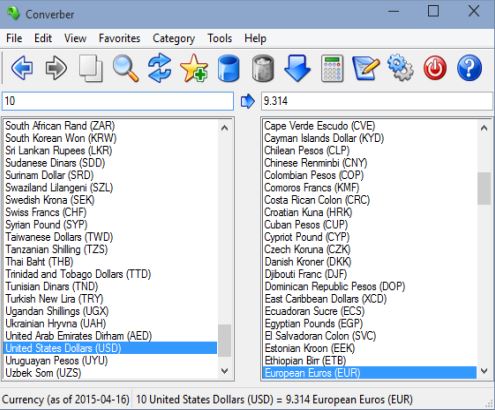 Converber
File Edit View Favorites Category Tools Help
10
9.314
South African Rand (ZAR)
South Korean Won (KRW)
Sri Lankan Rupees (LKR)
Sudanese Dinars (SDD)
Surinam Dollar (SRD)
Swaziland Lilangeni (SZL)
Swedish Krona (SEK)
Swiss Francs (CHF)
Syrian Pound (SYP)
Taiwanese Dollars (TWD)
Tanzanian Shilling (TZS)
Thai Baht (THB)
Trinidad and Tobago Dollars (TTD)
Tunisian Dinars (TND)
Turkish New Lira (TRY)
Ugandan Shillings (UGX)
Ukrainian Hryvna (UAH)
United Arab Emirates Dirham (AED)
United States Dollars (USD)
Uruguayan Pesos (UYU)
Uzbek Som (UZS)
Cape Verde Escudo (CVE)
Cayman Islands Dollar (KYD)
Chilean Pesos (CLP)
Chinese Renminbi (CNY)
Colombian Pesos (COP)
Comoros Francs (KMF)
Costa Rican Colon (CRC)
Croatian Kuna (HRK)
Cuban Pesos (CUP)
Cypriot Pound (CYP)
Czech Koruna (CZK)
Danish Kroner (DKK)
Djibouti Franc (DJF)
Dominican Republic Pesos (DOP)
East Caribbean Dollars (XCD)
Ecuadoran Sucre (ECS)
Egyptian Pounds (EGP)
El Salvadoran Colon (SVC)
Estonian Kroon (EEK)
Ethiopian Birr (ETB)
European Euros (EUR)
Currency (as of 2015-04-16) 10 United States Dollars (USD) = 9.314 European Euros (EUR)